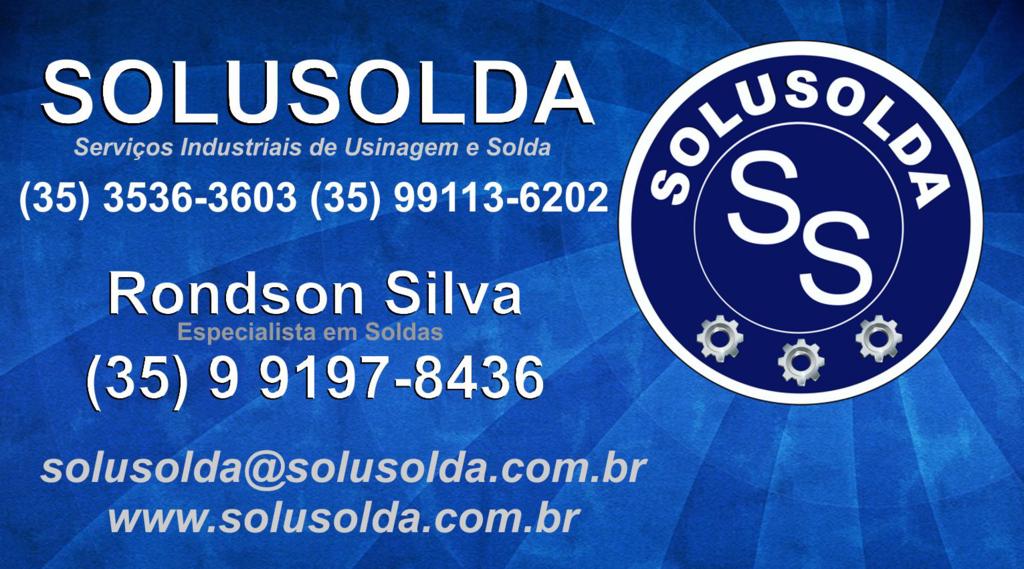 SOLUSOLDA
Serviços Industriais de Usinagem e Solda
(35) 3536-3603 (35) 99113-6202
Rondson Silva
Especialista em Soldas
(35) 9 9197-8436
solusolda@solusolda.com.br
www.solusolda.com.br
SOLUSOLDA
SS